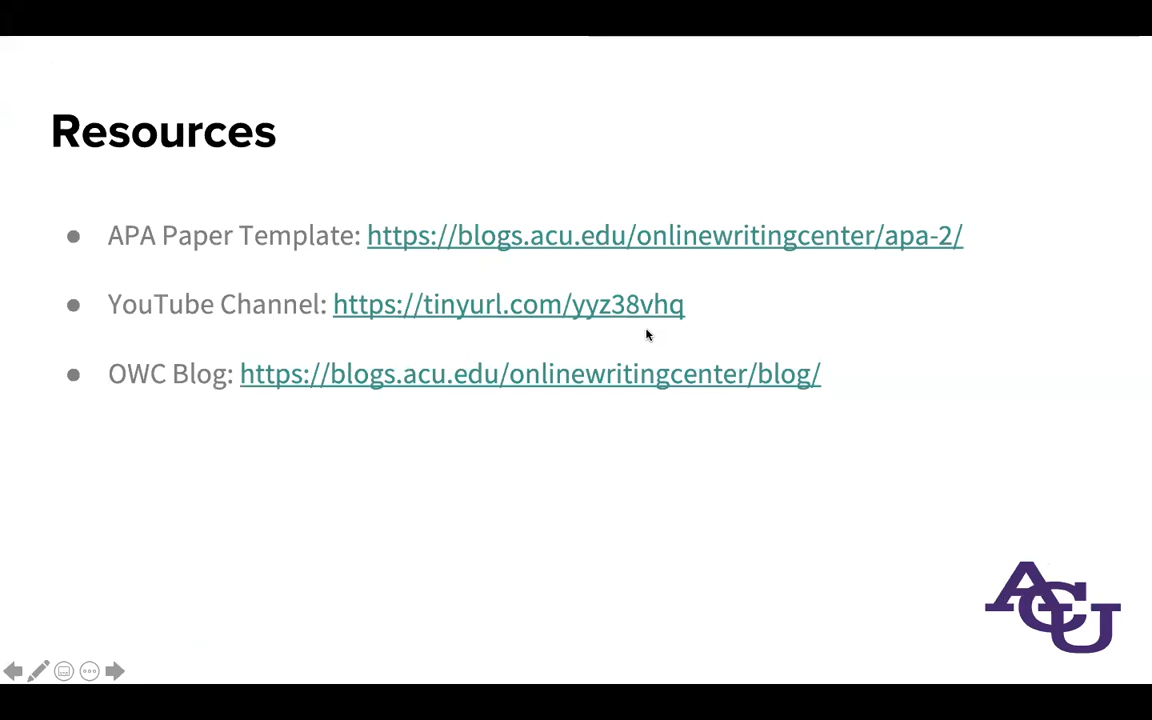 Resources
● APA Paper Template: https://blogs.acu.edu/onlinewritingcenter/apa-2/
● YouTube Channel: https://tinyurl.com/yyz38vhq
● OWC Blog: https://blogs.acu.edu/onlinewritingcenter/blog/
ACU